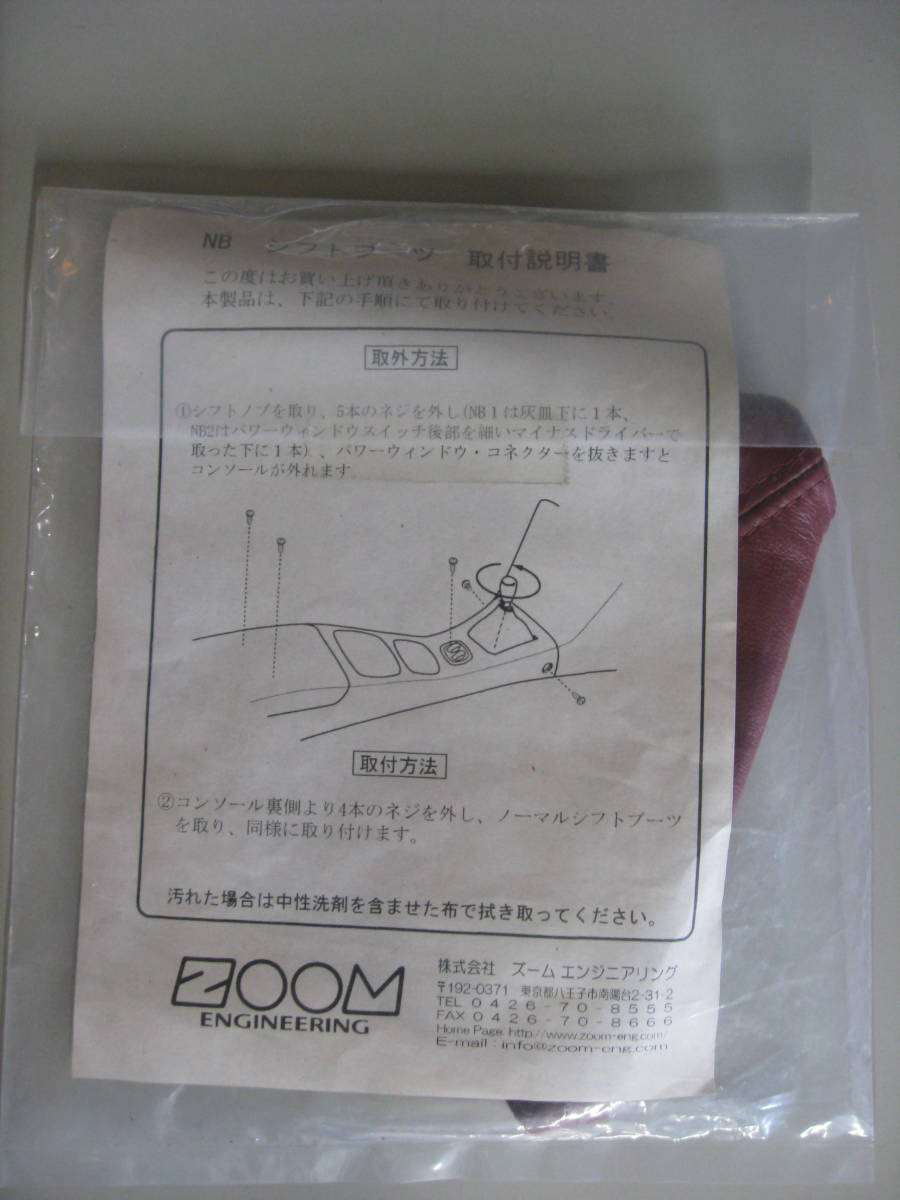 NB シフトブーツ 取付説明書
この度はお買い上げ頂きありがとうございます。
本製品は、下記の手順にて取り付けてください。
取外方法
①シフトノブを取り、5本のネジを外し(NB1は灰皿下に1本、
NB2はパワーウィンドウスイッチ後部を細いマイナスドライバーで
取った下に1本)、パワーウィンドウ・コネクターを抜きますと
コンソールが外れます。
取付方法
②コンソール裏側より4本のネジを外し、ノーマルシフトブーツ
を取り、同様に取り付けます。
汚れた場合は中性洗剤を含ませた布で拭き取ってください。
ZOOM
ENGINEERING
株式会社 ズーム エンジニアリング
〒192-0371 東京都八王子市南陽台2-31-2
TEL 0426-70-8555
FAX 0426-70-8666
Home Page: http://www.zoom-eng.com/
E-mail : info@zoom-eng.com